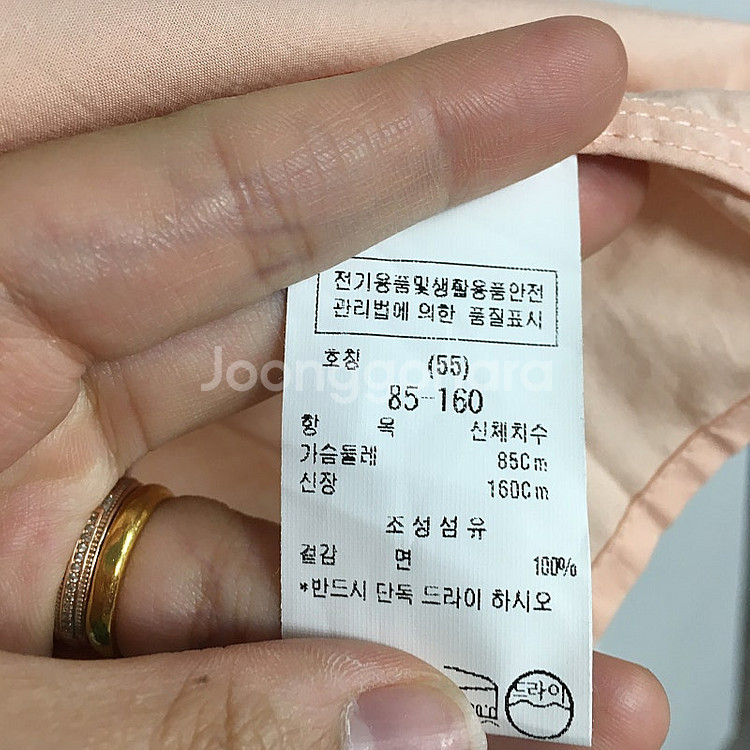 전기용품및생활용품안전
관리법에 의한 품질표시
호칭 (55)
85-160
항 목 신체치수
가슴둘레 85Cm
신장 160Cm
조성섬유
겉감 면 100%
*반드시 단독 드라이 하시오
드라이
Joonggonara